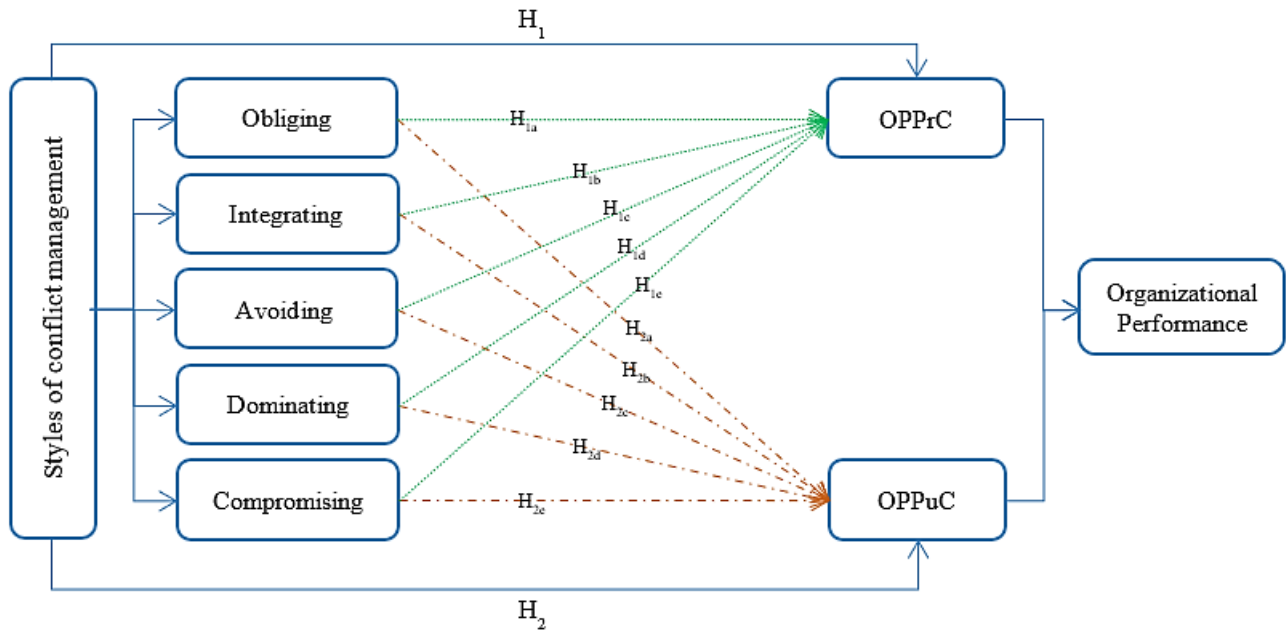 H₁
Styles of conflict management
Obliging
Integrating
Avoiding
Dominating
Compromising
H₁ₐ
H₁b
H₁c
H₁d
H₁e
H₂ₐ
H₂b
H₂c
H₂d
H₂e
OPPrC
OPPuC
Organizational
Performance
H₂